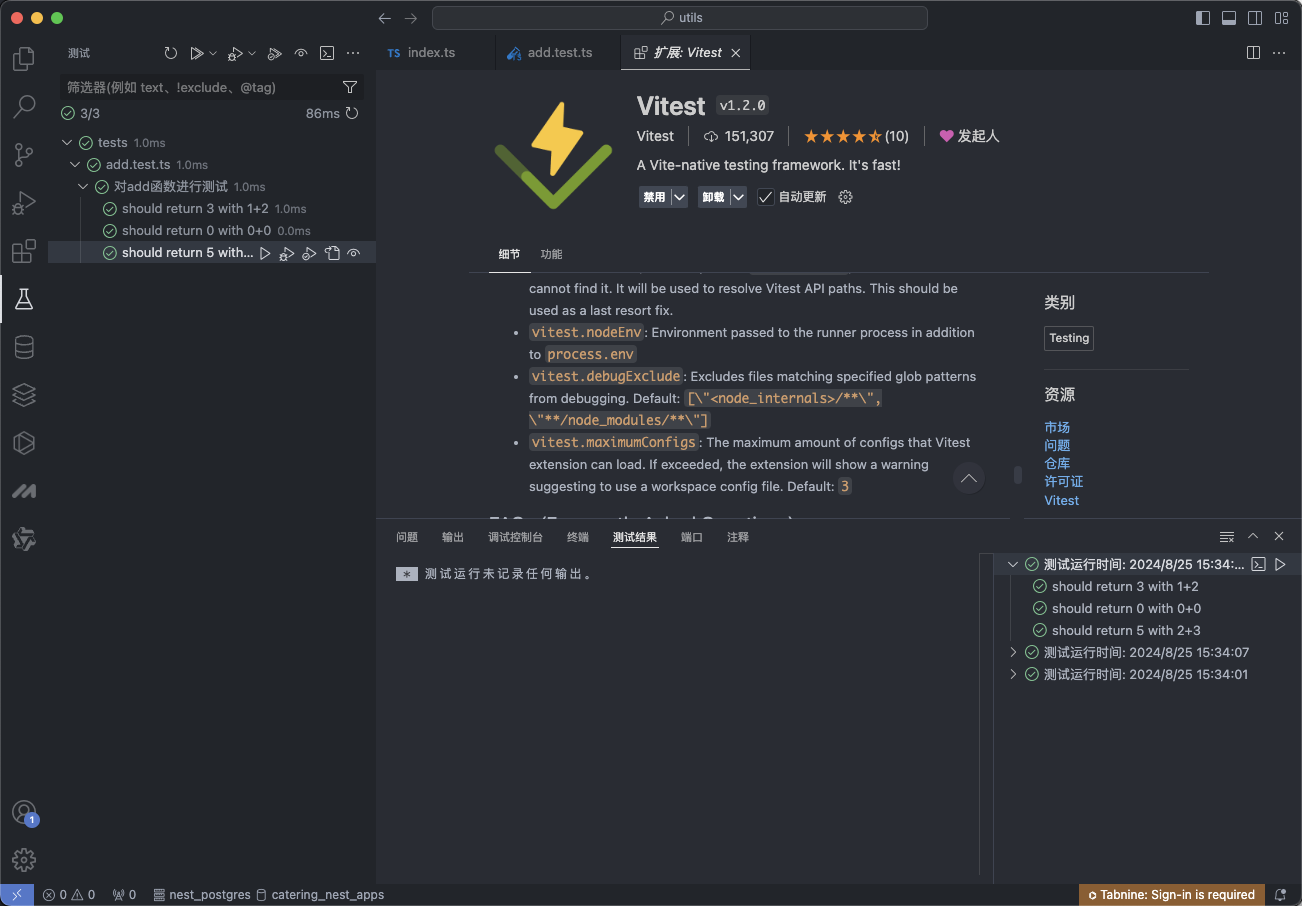 utils
测试
筛选器(例如 text、!exclude、@tag)
3/3
86ms
tests 1.0ms
add.test.ts 1.0ms
对add函数进行测试 1.0ms
should return 3 with 1+2 1.0ms
should return 0 with 0+0 0.0ms
should return 5 with...
TS index.ts
add.test.ts
扩展: Vitest
Vitest v1.2.0
Vitest
151,307
(10)
发起人
A Vite-native testing framework. It's fast!
禁用
卸载
自动更新
细节
功能
cannot find it. It will be used to resolve Vitest API paths. This should be
used as a last resort fix.
• vitest.nodeEnv: Environment passed to the runner process in addition
to process.env
• vitest.debugExclude: Excludes files matching specified glob patterns
from debugging. Default: [\"<node_internals>/**\",
\"**/node_modules/**\"]
• vitest.maximumConfigs: The maximum amount of configs that Vitest
extension can load. If exceeded, the extension will show a warning
suggesting to use a workspace config file. Default: 3
类别
Testing
资源
市场
问题
仓库
许可证
Vitest
问题
输出
调试控制台
终端
测试结果
端口
注释
* 测试运行未记录任何输出。
测试运行时间: 2024/8/25 15:34:...
should return 3 with 1+2
should return 0 with 0+0
should return 5 with 2+3
测试运行时间: 2024/8/25 15:34:07
测试运行时间: 2024/8/25 15:34:01
1
0
0
0
nest_postgres
catering_nest_apps
Tabnine: Sign-in is required